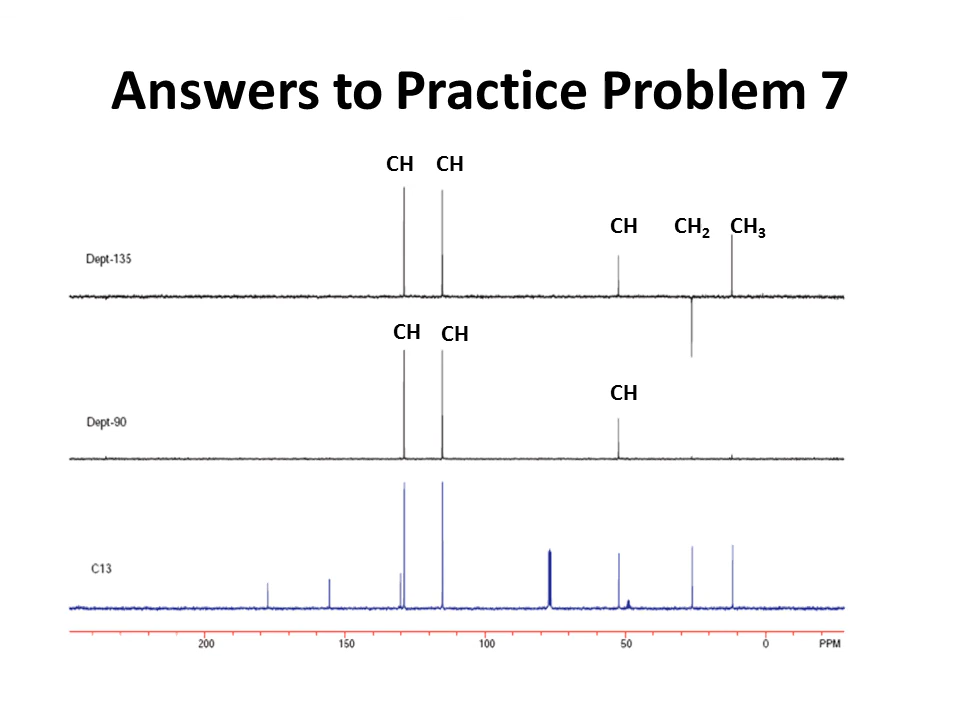 Answers to Practice Problem 7
CH CH
CH CH₂ CH₃
Dept-135
CH CH
CH
Dept-90
C13
200 150 100 50 0 PPM